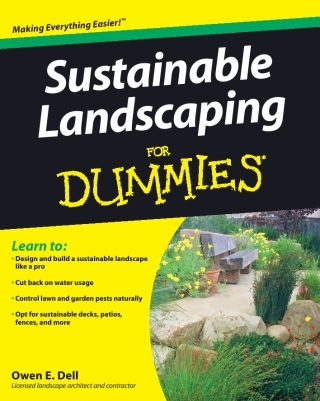 Making Everything Easier!™
Sustainable
Landscaping
FOR
DUMMIES®
Learn to:
• Design and build a sustainable landscape
like a pro
• Cut back on water usage
• Control lawn and garden pests naturally
• Opt for sustainable decks, patios,
fences, and more
Owen E. Dell
Licensed landscape architect and contractor